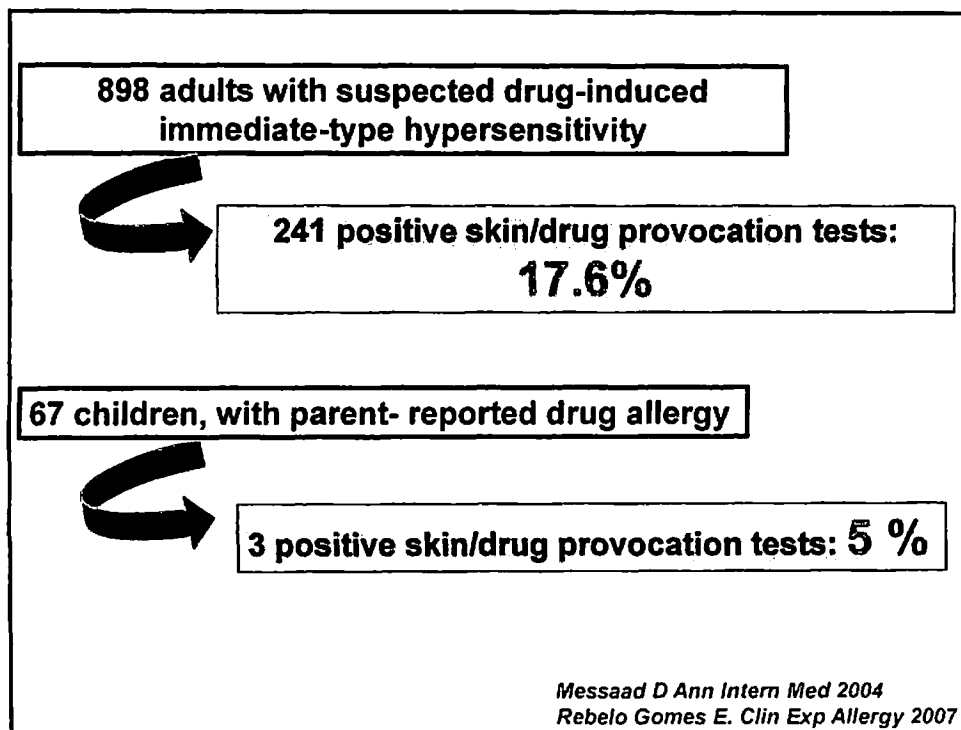 898 adults with suspected drug-induced
immediate-type hypersensitivity
241 positive skin/drug provocation tests:
17.6%
67 children, with parent- reported drug allergy
3 positive skin/drug provocation tests: 5 %
Messaad D Ann Intern Med 2004
Rebelo Gomes E. Clin Exp Allergy 2007